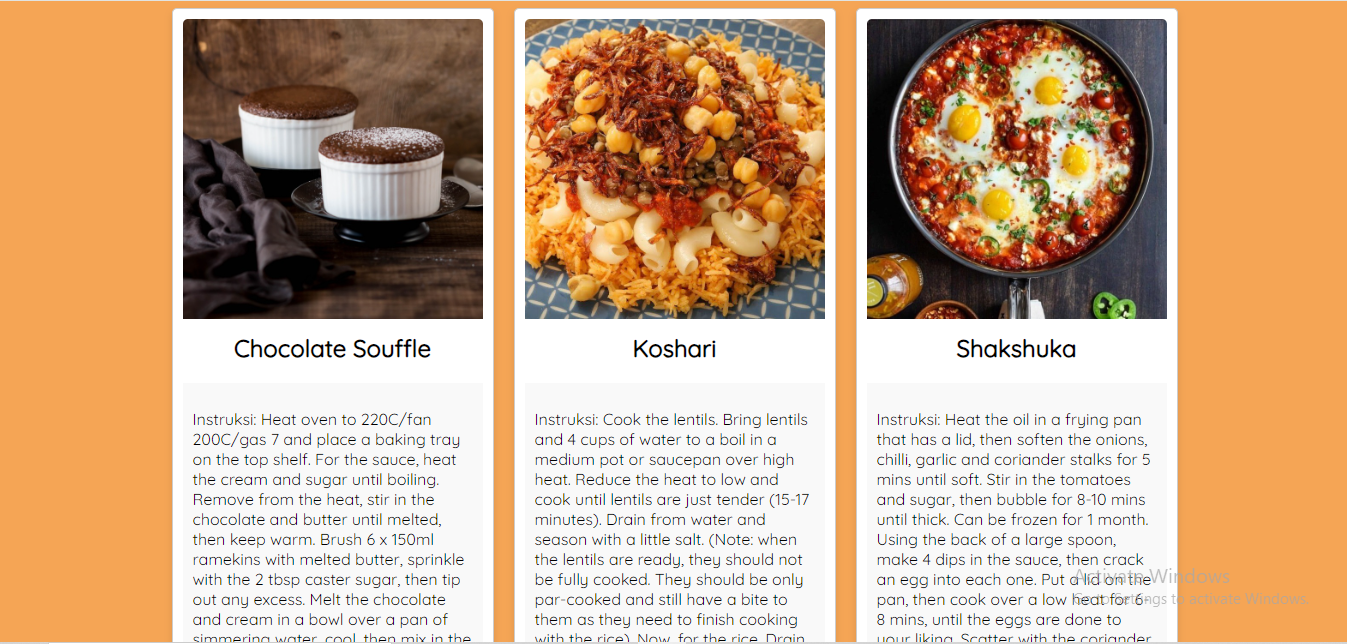 Chocolate Souffle
Instruksi: Heat oven to 220C/fan
200C/gas 7 and place a baking tray
on the top shelf. For the sauce, heat
the cream and sugar until boiling.
Remove from the heat, stir in the
chocolate and butter until melted,
then keep warm. Brush 6 x 150ml
ramekins with melted butter, sprinkle
with the 2 tbsp caster sugar, then tip
out any excess. Melt the chocolate
and cream in a bowl over a pan of
simmering water, cool, then mix in the
Koshari
Instruksi: Cook the lentils. Bring lentils
and 4 cups of water to a boil in a
medium pot or saucepan over high
heat. Reduce the heat to low and
cook until lentils are just tender (15-17
minutes). Drain from water and
season with a little salt. (Note: when
the lentils are ready, they should not
be fully cooked. They should be only
par-cooked and still have a bite to
them as they need to finish cooking
with the rice). Now, for the rice. Drain
Shakshuka
Instruksi: Heat the oil in a frying pan
that has a lid, then soften the onions,
chilli, garlic and coriander stalks for 5
mins until soft. Stir in the tomatoes
and sugar, then bubble for 8-10 mins
until thick. Can be frozen for 1 month.
Using the back of a large spoon,
make 4 dips in the sauce, then crack
an egg into each one. Put a lid on the
pan, then cook over a low heat for 6-
8 mins, until the eggs are done to
your liking. Scatter with the coriander
Activate Windows
Go to Settings to activate Windows.